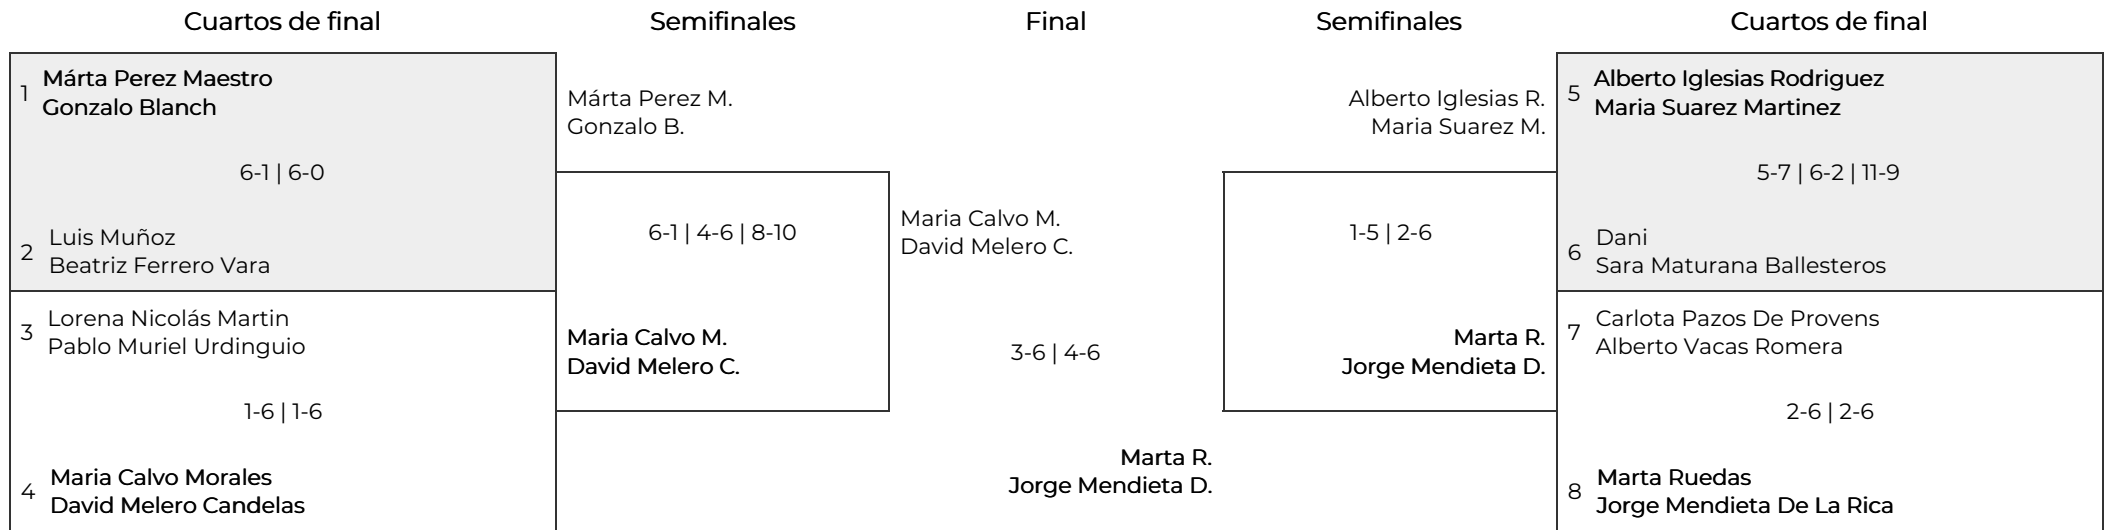 Cuartos de final
Semifinales
Final
Semifinales
Cuartos de final
1
Márta Perez Maestro
Gonzalo Blanch
6-1 | 6-0
2
Luis Muñoz
Beatriz Ferrero Vara
3
Lorena Nicolás Martin
Pablo Muriel Urdinguio
1-6 | 1-6
4
Maria Calvo Morales
David Melero Candelas
Márta Perez M.
Gonzalo B.
6-1 | 4-6 | 8-10
Maria Calvo M.
David Melero C.
Maria Calvo M.
David Melero C.
3-6 | 4-6
Marta R.
Jorge Mendieta D.
Alberto Iglesias R.
Maria Suarez M.
1-5 | 2-6
Marta R.
Jorge Mendieta D.
5
Alberto Iglesias Rodriguez
Maria Suarez Martinez
5-7 | 6-2 | 11-9
6
Dani
Sara Maturana Ballesteros
7
Carlota Pazos De Provens
Alberto Vacas Romera
2-6 | 2-6
8
Marta Ruedas
Jorge Mendieta De La Rica